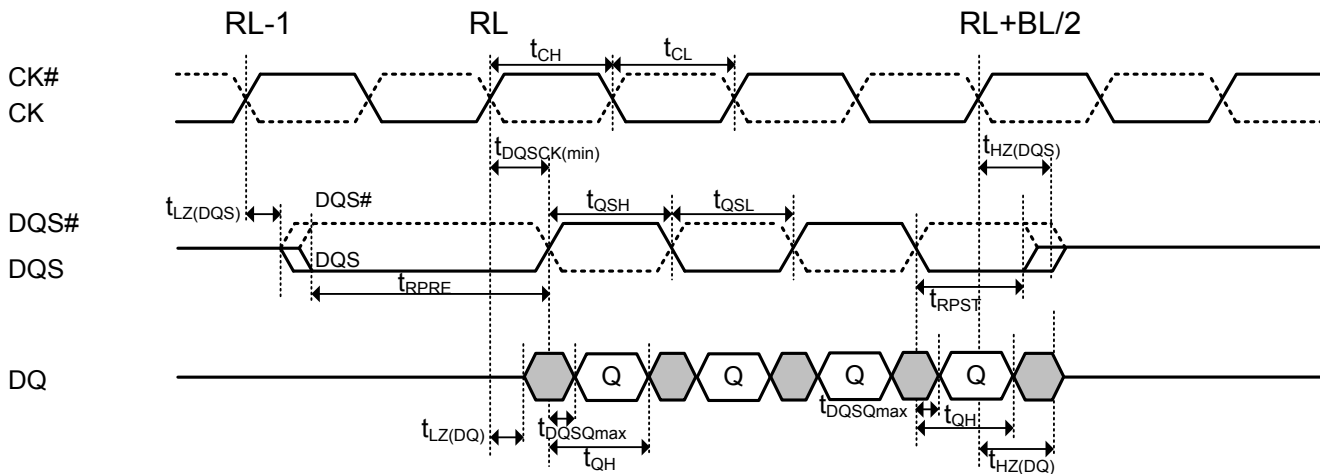 RL-1 RL RL+BL/2
tCH tCL
CK#
CK
tDQSCK(min) tHZ(DQS)
tLZ(DQS) DQS# tQSH tQSL
DQS#
DQS DQS
tRPRE tRPST
DQ Q Q Q Q
tLZ(DQ) tDQSQmax tDQSQmax tQH
tQH tHZ(DQ)